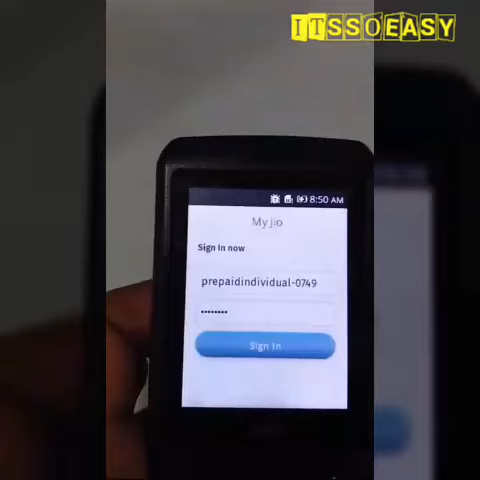 ITSSOEASY
8:50 AM
My Jio
Sign In now
prepaidindividual-0749
••••••••
Sign In